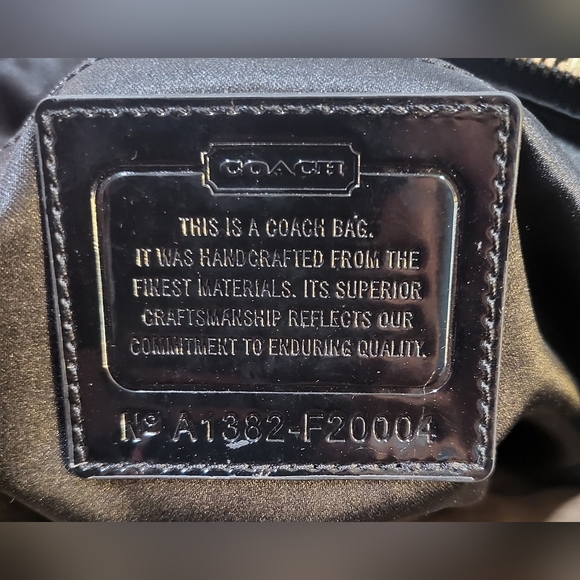 COACH
THIS IS A COACH BAG.
IT WAS HANDCRAFTED FROM THE
FINEST MATERIALS. ITS SUPERIOR
CRAFTSMANSHIP REFLECTS OUR
COMMITMENT TO ENDURING QUALITY.
Nº A1382-F20004